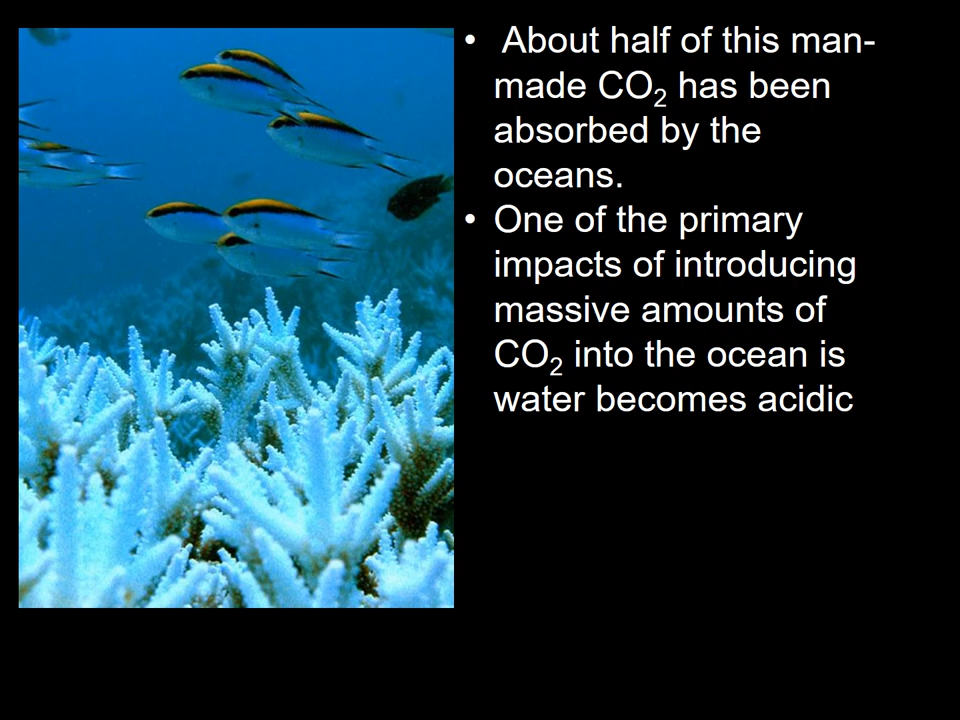 • About half of this man-
made CO₂ has been
absorbed by the
oceans.
• One of the primary
impacts of introducing
massive amounts of
CO₂ into the ocean is
water becomes acidic